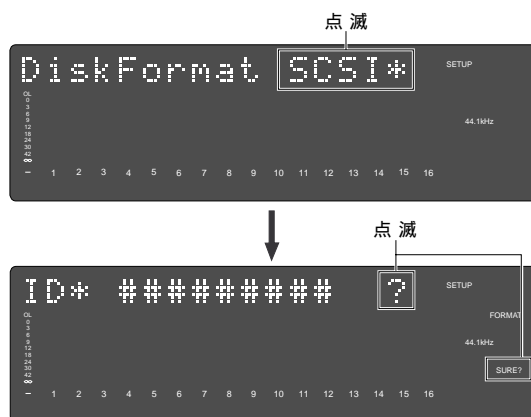 点滅
DiskFormat SCSI*
SETUP
OL
0
3
6
9
12
18
24
30
42
∞
44.1kHz
– 1 2 3 4 5 6 7 8 9 10 11 12 13 14 15 16
点滅
ID* ######### ?
SETUP
FORMAT
OL
0
3
6
9
12
18
24
30
42
∞
44.1kHz
SURE?
– 1 2 3 4 5 6 7 8 9 10 11 12 13 14 15 16